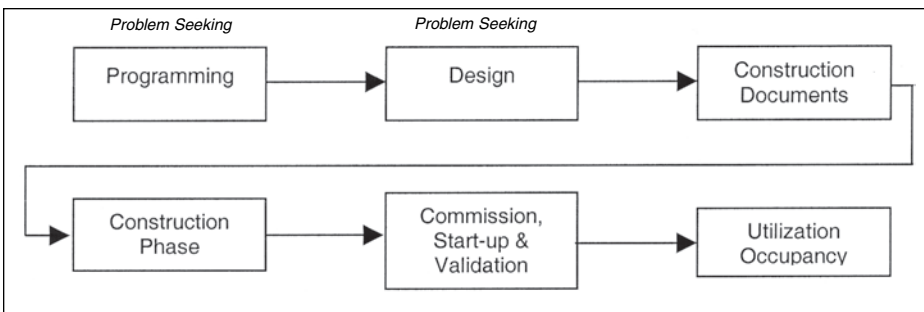 Problem Seeking
Problem Seeking
Programming
Design
Construction
Documents
Construction
Phase
Commission,
Start-up &
Validation
Utilization
Occupancy